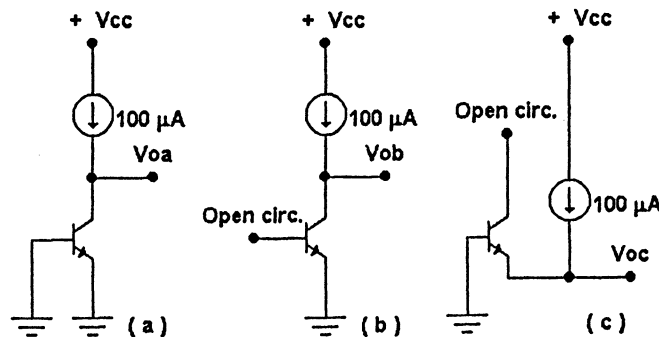 + Vcc
100 µA
Voa
( a )
+ Vcc
100 µA
Vob
Open circ.
( b )
+ Vcc
Open circ.
100 µA
Voc
( c )